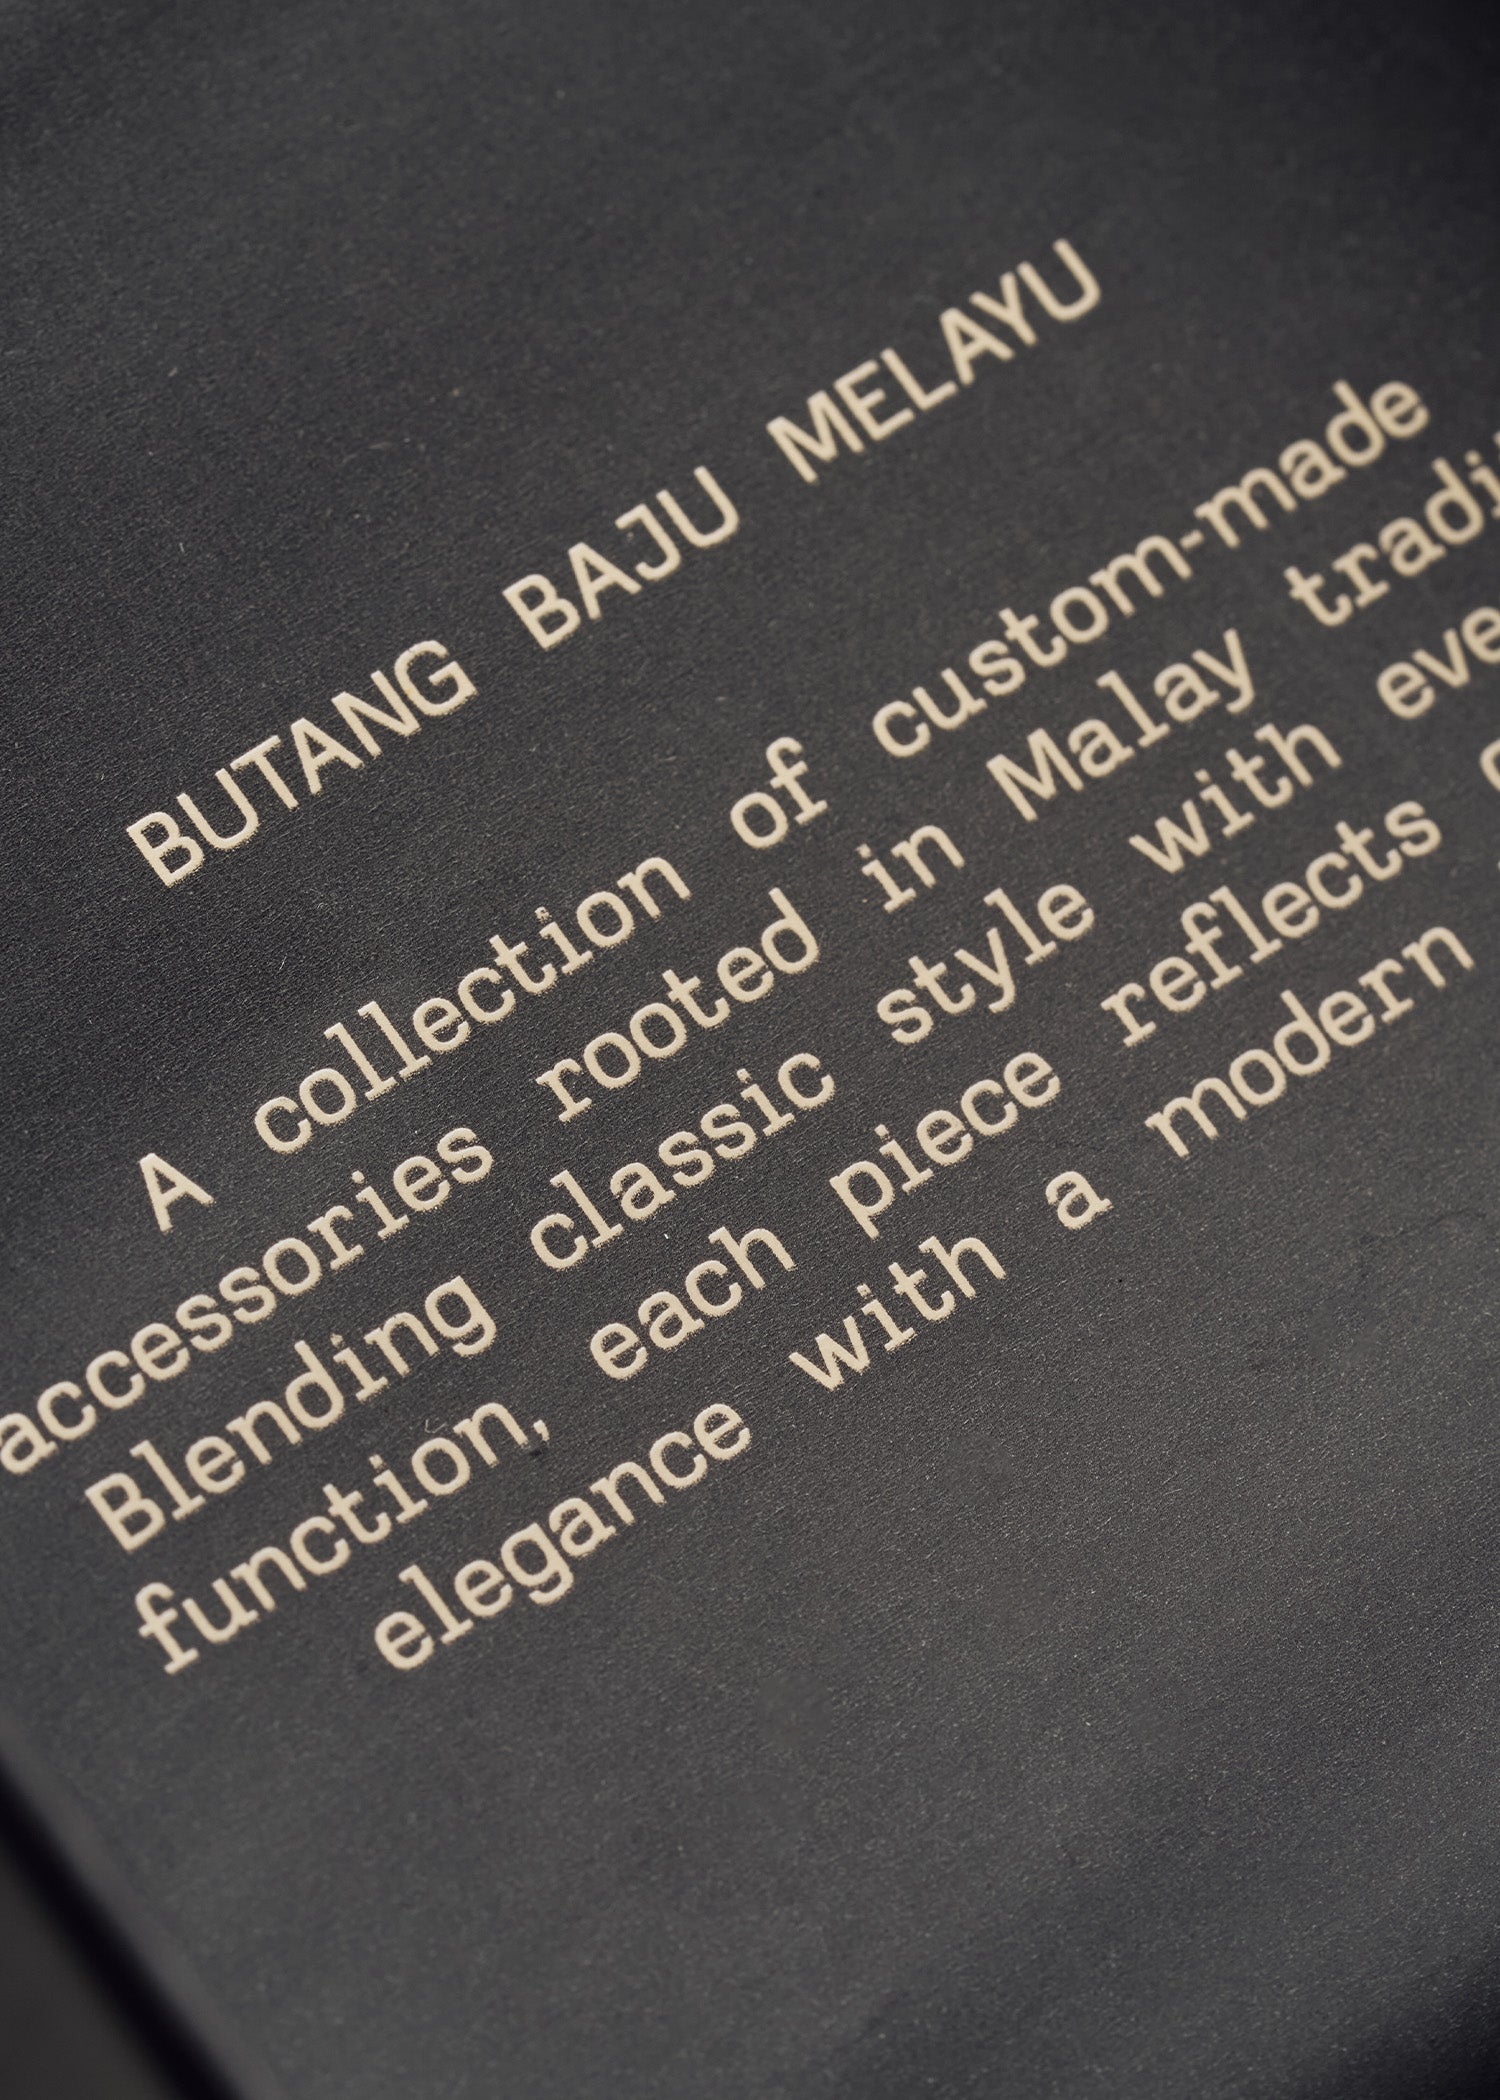 BUTANG BAJU MELAYU
A collection of custom-made
accessories rooted in Malay
Blending classic style with
function, each piece reflects
elegance with a modern